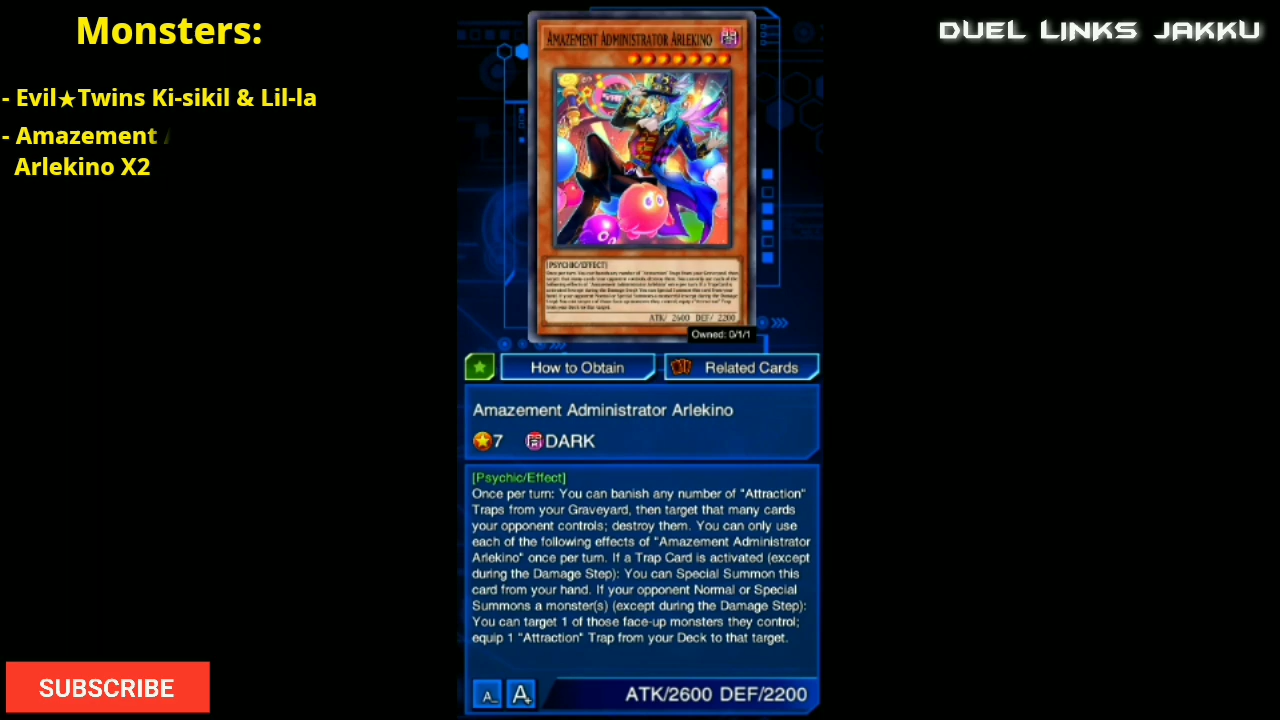 Monsters:
DUEL LINKS JAKKU
- Evil★Twins Ki-sikil & Lil-la
- Amazement
Arlekino X2
AMAZEMENT ADMINISTRATOR ARLEKINO
[PSYCHIC/EFFECT]
ATK/ 2600 DEF/ 2200
Owned: 0/1/1
How to Obtain
Related Cards
Amazement Administrator Arlekino
7 DARK
[Psychic/Effect]
Once per turn: You can banish any number of "Attraction"
Traps from your Graveyard, then target that many cards
your opponent controls; destroy them. You can only use
each of the following effects of "Amazement Administrator
Arlekino" once per turn. If a Trap Card is activated (except
during the Damage Step): You can Special Summon this
card from your hand. If your opponent Normal or Special
Summons a monster(s) (except during the Damage Step):
You can target 1 of those face-up monsters they control;
equip 1 "Attraction" Trap from your Deck to that target.
A- A+
ATK/2600 DEF/2200
SUBSCRIBE